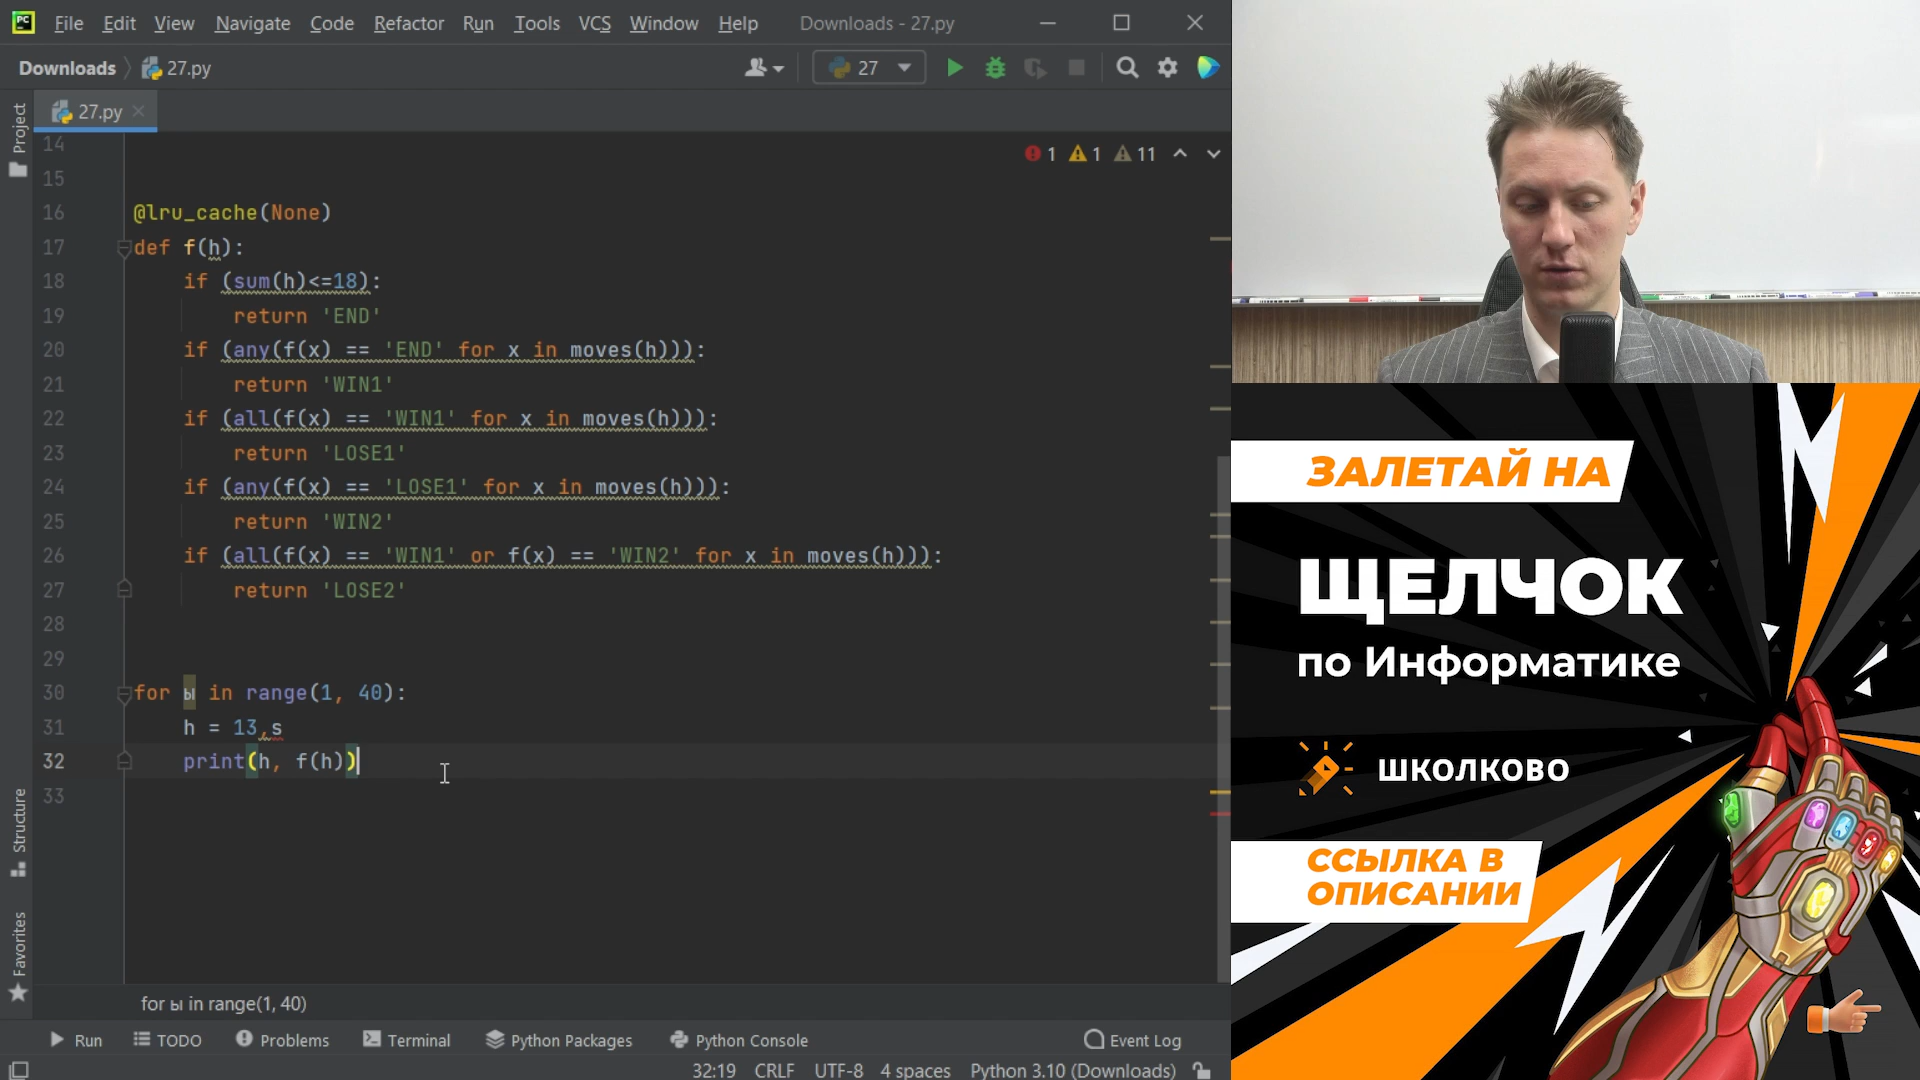 PC File Edit View Navigate Code Refactor Run Tools VCS Window Help Downloads - 27.py
Downloads 27.py 27
Project
27.py
1 1 11
14
15
16 @lru_cache(None)
17 def f(h):
18 if (sum(h)<=18):
19 return 'END'
20 if (any(f(x) == 'END' for x in moves(h))):
21 return 'WIN1'
22 if (all(f(x) == 'WIN1' for x in moves(h))):
23 return 'LOSE1'
24 if (any(f(x) == 'LOSE1' for x in moves(h))):
25 return 'WIN2'
26 if (all(f(x) == 'WIN1' or f(x) == 'WIN2' for x in moves(h))):
27 return 'LOSE2'
28
29
30 for ы in range(1, 40):
31 h = 13,s
32 print(h, f(h))
33
Structure
Favorites
for ы in range(1, 40)
Run TODO Problems Terminal Python Packages Python Console Event Log
32:19 CRLF UTF-8 4 spaces Python 3.10 (Downloads)
ЗАЛЕТАЙ НА
ЩЕЛЧОК
по Информатике
ШКОЛКОВО
ССЫЛКА В
ОПИСАНИИ